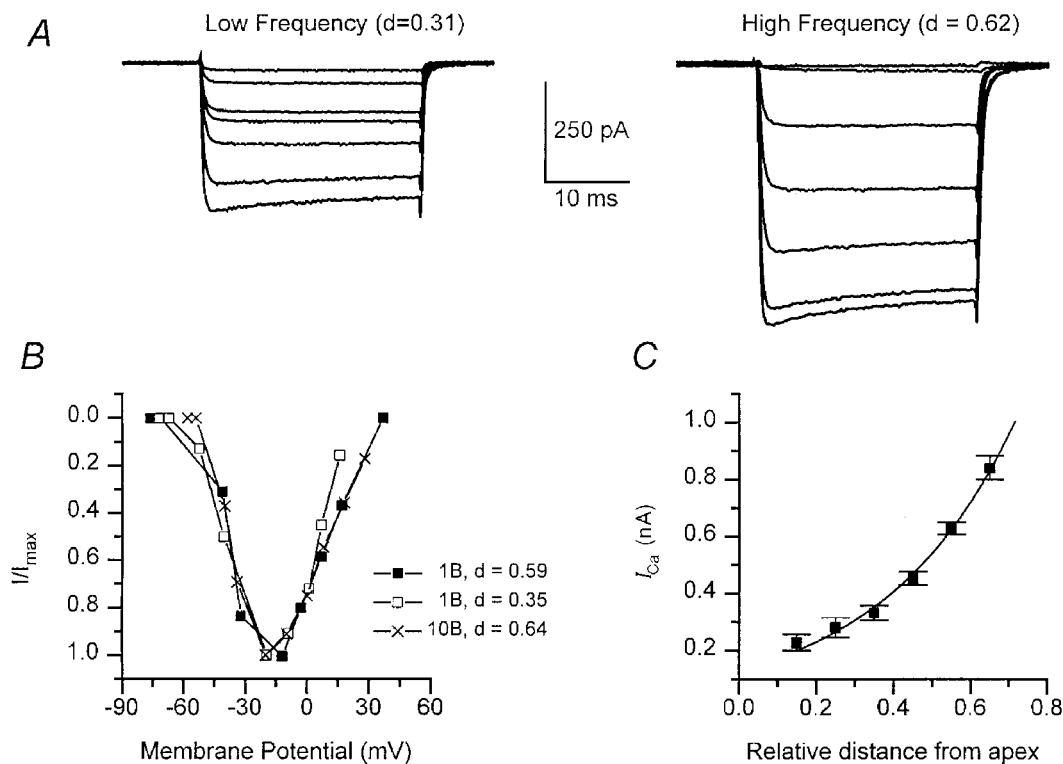 A
Low Frequency (d=0.31)
High Frequency (d = 0.62)
250 pA
10 ms
B
0.0
0.2
0.4
0.6
0.8
1.0
I/Imax
1B, d = 0.59
1B, d = 0.35
10B, d = 0.64
-90 -60 -30 0 30 60
Membrane Potential (mV)
C
1.0
0.8
0.6
0.4
0.2
ICa (nA)
0.0 0.2 0.4 0.6 0.8
Relative distance from apex